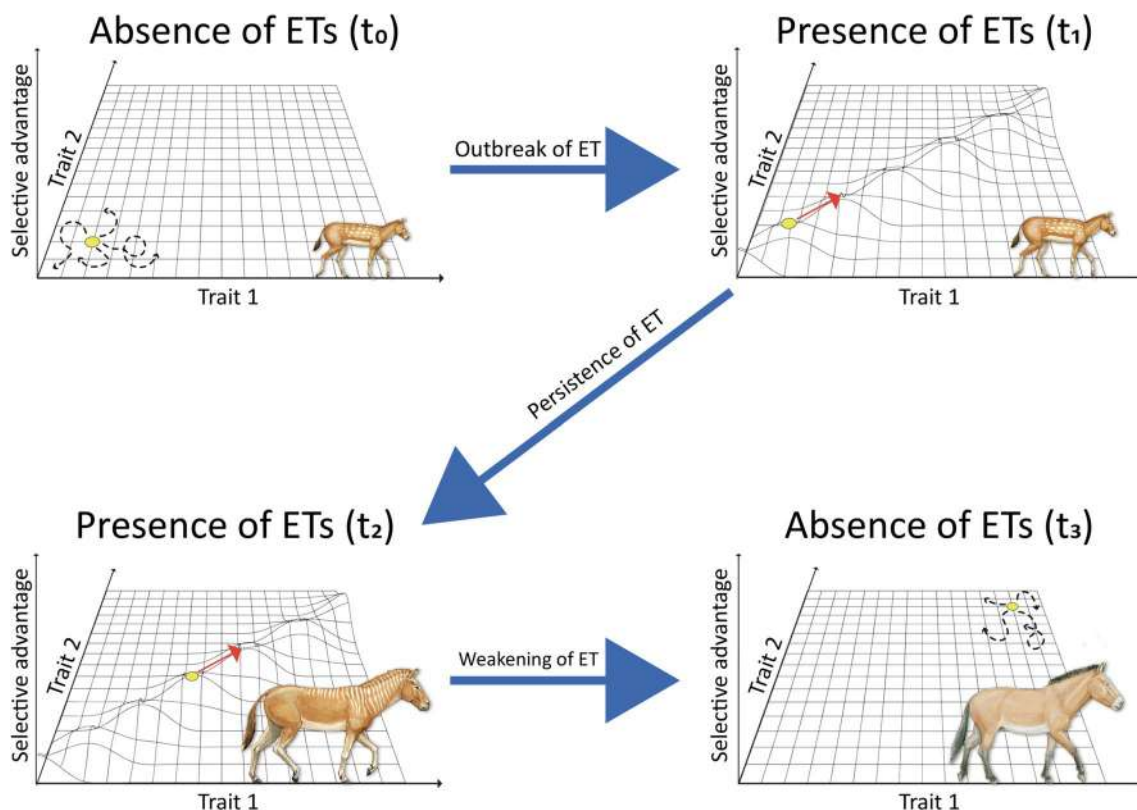 Absence of ETs (t₀)
Selective advantage
Trait 2
Trait 1
Outbreak of ET
Presence of ETs (t₁)
Selective advantage
Trait 2
Trait 1
Persistence of ET
Presence of ETs (t₂)
Selective advantage
Trait 2
Trait 1
Weakening of ET
Absence of ETs (t₃)
Selective advantage
Trait 2
Trait 1